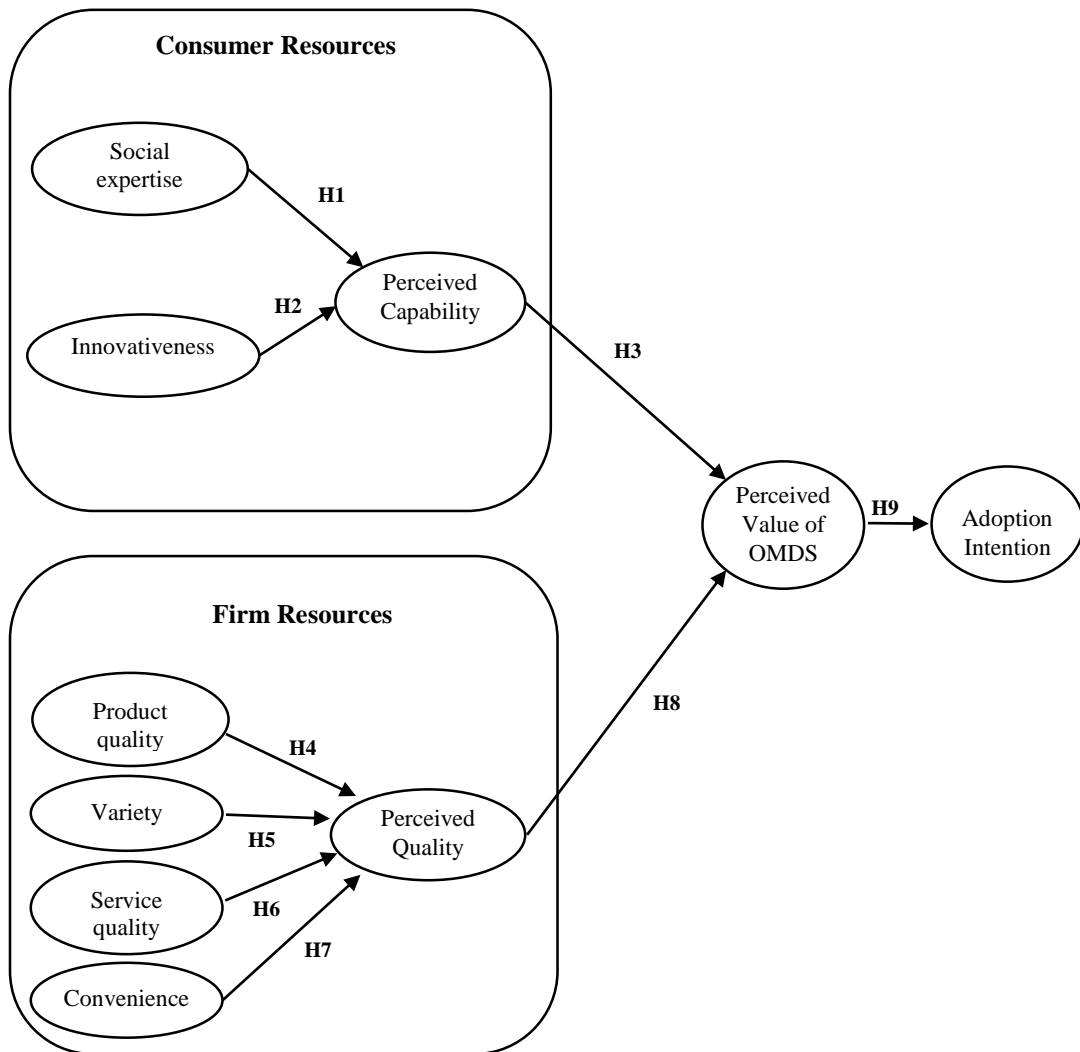 Consumer Resources
Social
expertise
H1
Perceived
Capability
H2
Innovativeness
H3
Perceived
Value of
OMDS
H9
Adoption
Intention
Firm Resources
Product
quality
H4
H8
Variety
H5
Perceived
Quality
Service
quality
H6
H7
Convenience